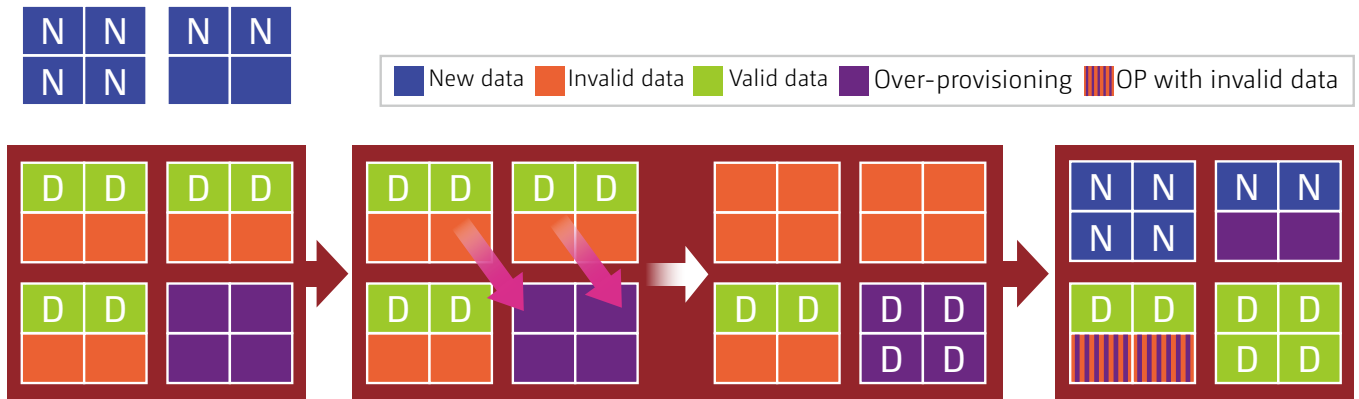 N N N N
N N
New data Invalid data Valid data Over-provisioning OP with invalid data
D D D D D D D D N N N N
N N
D D D D D D D D D D
D D D D